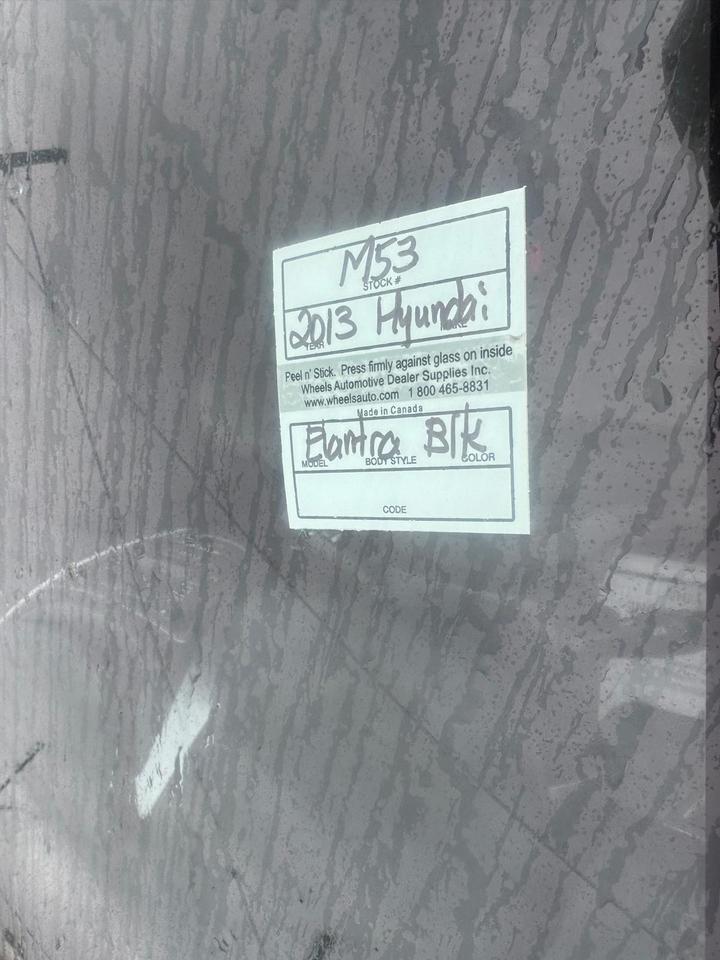 M53
STOCK #
2013 Hyundai
YEAR MAKE
Peel n' Stick. Press firmly against glass on inside
Wheels Automotive Dealer Supplies Inc.
www.wheelsauto.com 1 800 465-8831
Made in Canada
Elantra Blk
MODEL BODY STYLE COLOR
CODE